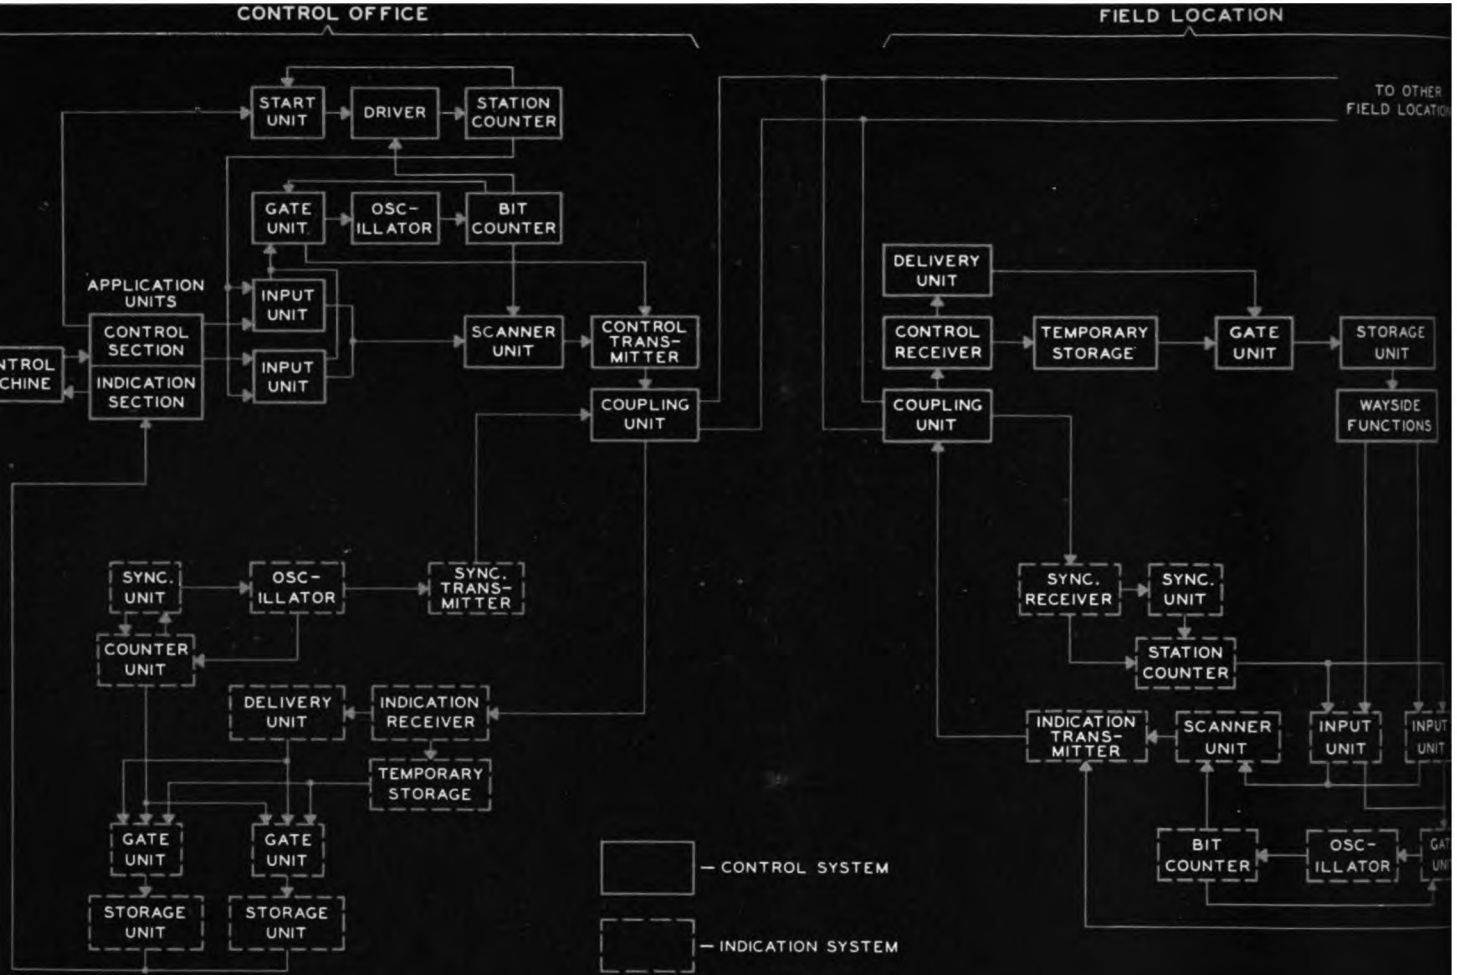 CONTROL OFFICE
FIELD LOCATION
TO OTHER
FIELD
START
UNIT
DRIVER
STATION
COUNTER
GATE
UNIT
OSC-
ILLATOR
BIT
COUNTER
APPLICATION
UNITS
CONTROL
SECTION
INDICATION
SECTION
INPUT
UNIT
INPUT
UNIT
SCANNER
UNIT
CONTROL
TRANS-
MITTER
COUPLING
UNIT
DELIVERY
UNIT
CONTROL
RECEIVER
TEMPORARY
STORAGE
GATE
UNIT
STORAGE
UNIT
COUPLING
UNIT
WAYSIDE
FUNCTIONS
SYNC.
UNIT
OSC-
ILLATOR
SYNC.
TRANS-
MITTER
COUNTER
UNIT
DELIVERY
UNIT
INDICATION
RECEIVER
TEMPORARY
STORAGE
GATE
UNIT
GATE
UNIT
STORAGE
UNIT
STORAGE
UNIT
SYNC.
RECEIVER
SYNC.
UNIT
STATION
COUNTER
INDICATION
TRANS-
MITTER
SCANNER
UNIT
INPUT
UNIT
INPUT
UNIT
BIT
COUNTER
OSC-
ILLATOR
— CONTROL SYSTEM
— INDICATION SYSTEM